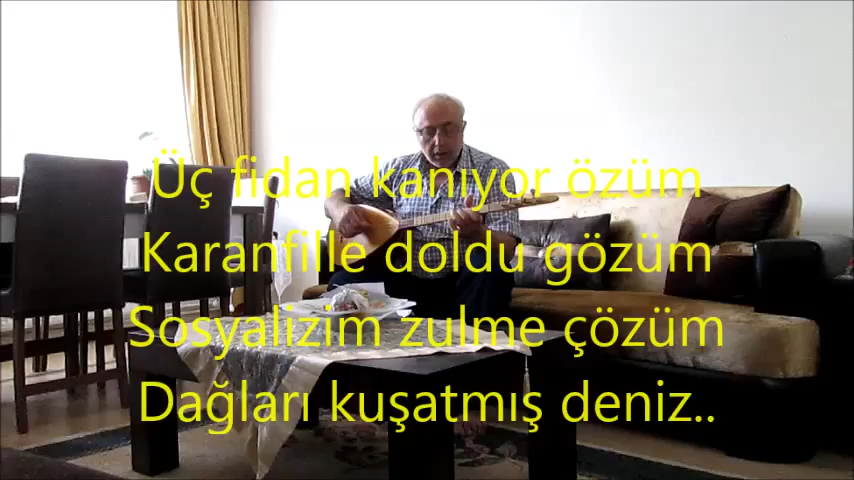 Üç fidan kanıyor özüm
Karanfille doldu gözüm
Sosyalizim zulme çözüm
Dağları kuşatmış deniz..